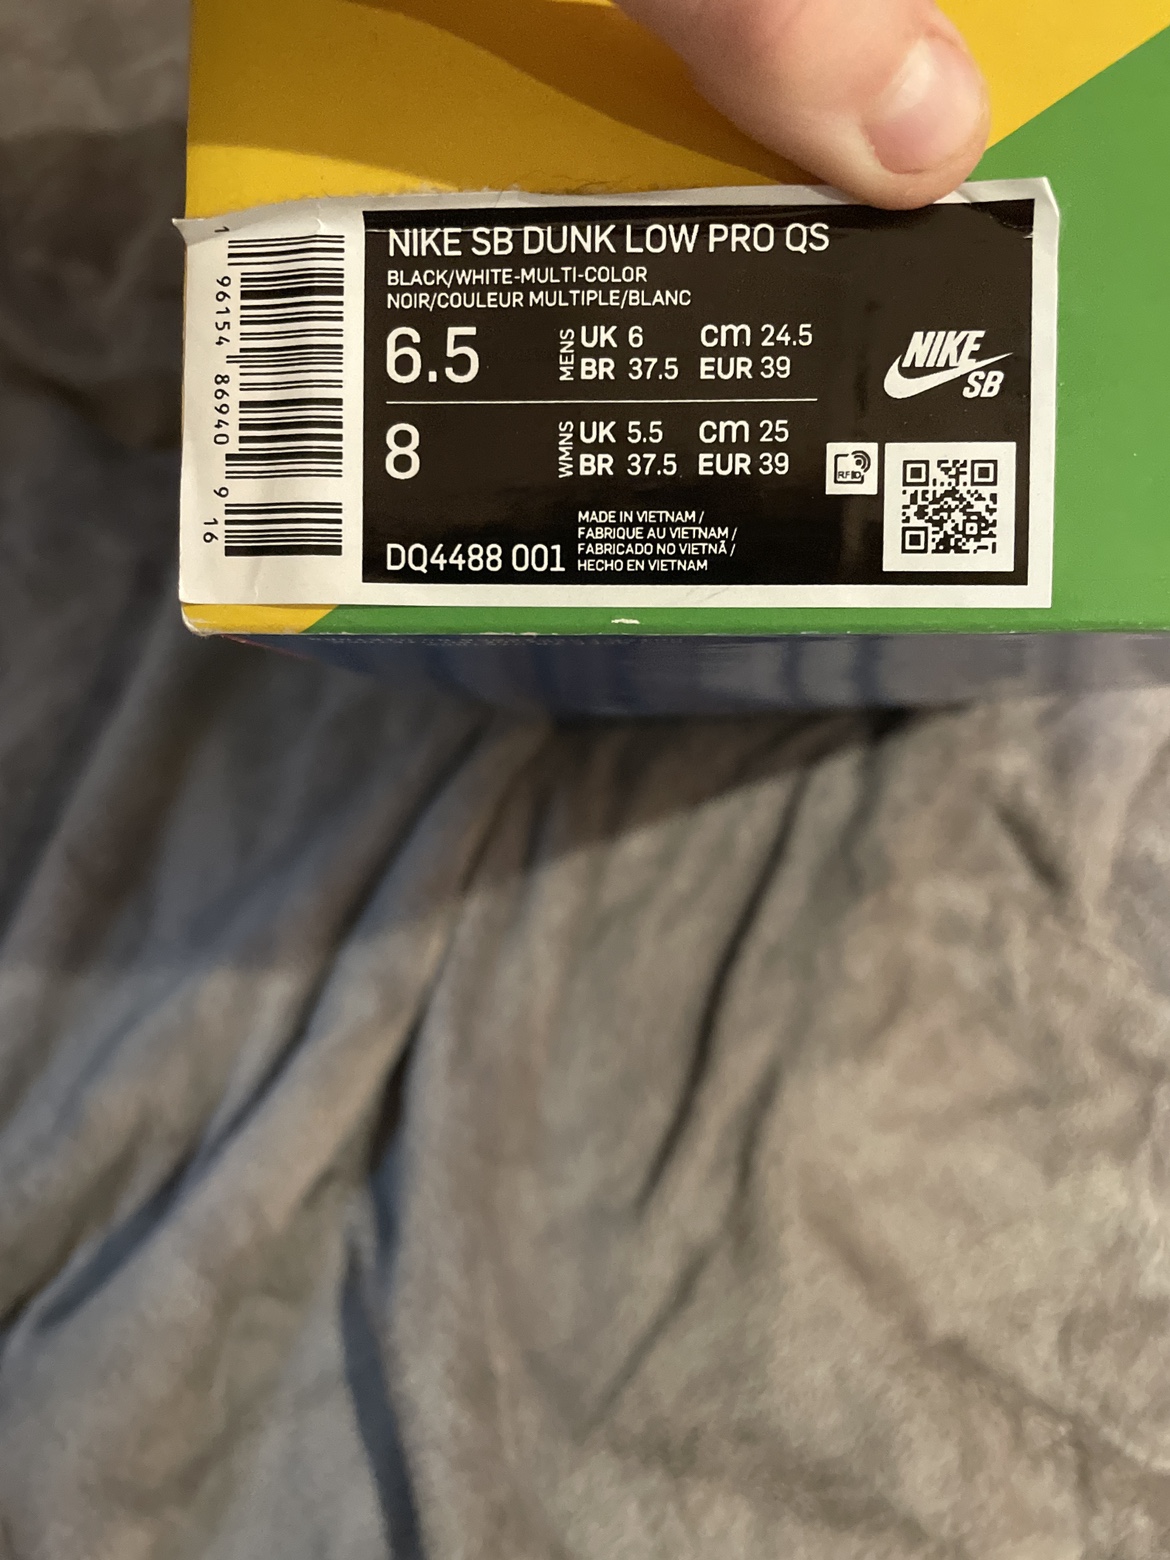 NIKE SB DUNK LOW PRO QS
BLACK/WHITE-MULTI-COLOR
NOIR/COULEUR MULTIPLE/BLANC
6.5 MENS UK 6 cm 24.5
BR 37.5 EUR 39
8 WMNS UK 5.5 cm 25
BR 37.5 EUR 39
MADE IN VIETNAM /
FABRIQUE AU VIETNAM /
FABRICADO NO VIETNÃ /
HECHO EN VIETNAM
DQ4488 001
NIKE
SB
RFID
1 96154 86940 9 16